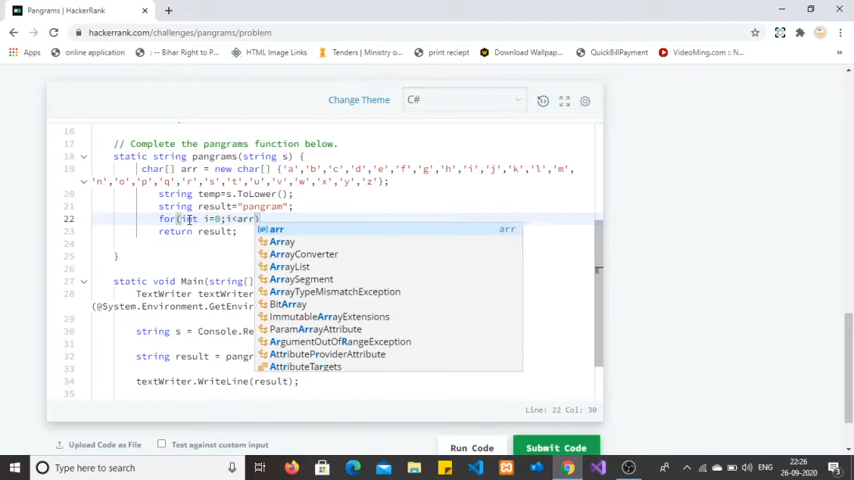 Pangrams | HackerRank
hackerrank.com/challenges/pangrams/problem
Apps online application : -- Bihar Right to P... HTML Image Links Tenders | Ministry o... print reciept Download Wallpap... QuickBillPayment VideoMing.com: We...
Change Theme C#
16
17 // Complete the pangrams function below.
18 static string pangrams(string s) {
19 char[] arr = new char[] {'a','b','c','d','e','f','g','h','i','j','k','l','m',
'n','o','p','q','r','s','t','u','v','w','x','y','z'};
20 string temp=s.ToLower();
21 string result="pangram";
22 for(int i=0;i<arr)
arr arr
23 return result;
Array
24
ArrayConverter
25 }
ArrayList
26
ArraySegment
27 static void Main(string[]
ArrayTypeMismatchException
28 TextWriter textWriter
BitArray
(@System.Environment.GetEnvir
ImmutableArrayExtensions
29
ParamArrayAttribute
30 string s = Console.Re
ArgumentOutOfRangeException
31
AttributeProviderAttribute
32 string result = pangr
AttributeTargets
33
34 textWriter.WriteLine(result);
35
Line: 22 Col: 30
Upload Code as File Test against custom input Run Code Submit Code
Type here to search
ENG
22:26
26-09-2020
3